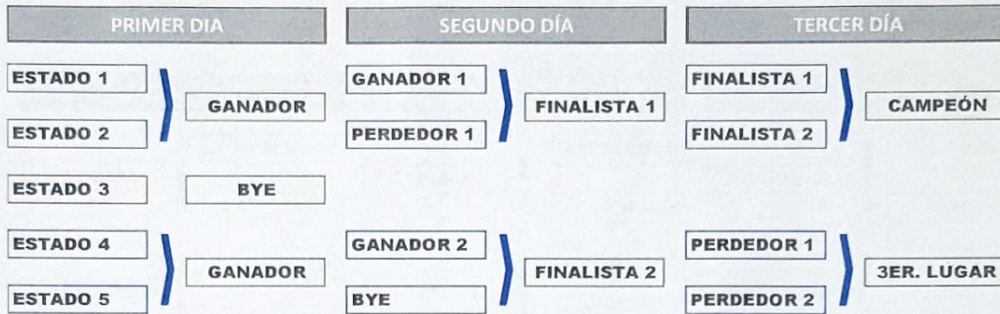 PRIMER DIA
SEGUNDO DÍA
TERCER DÍA
ESTADO 1
GANADOR
ESTADO 2
ESTADO 3
BYE
ESTADO 4
GANADOR
ESTADO 5
GANADOR 1
FINALISTA 1
PERDEDOR 1
GANADOR 2
FINALISTA 2
BYE
FINALISTA 1
CAMPEÓN
FINALISTA 2
PERDEDOR 1
3ER. LUGAR
PERDEDOR 2